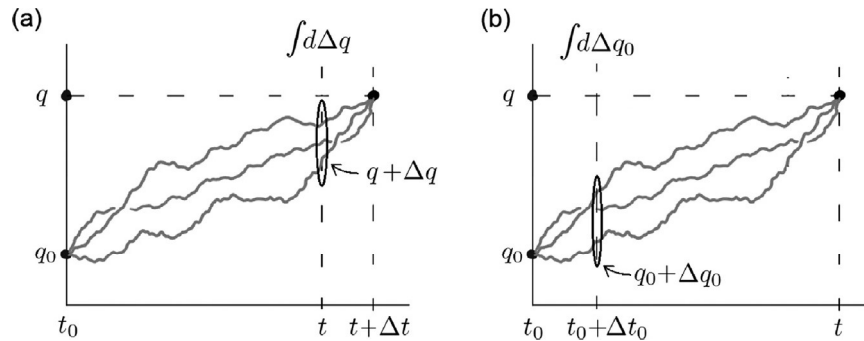 (a)
∫dΔq
q
q+Δq
q₀
t₀
t
t+Δt
(b)
∫dΔq₀
q
q₀+Δq₀
q₀
t₀
t₀+Δt₀
t